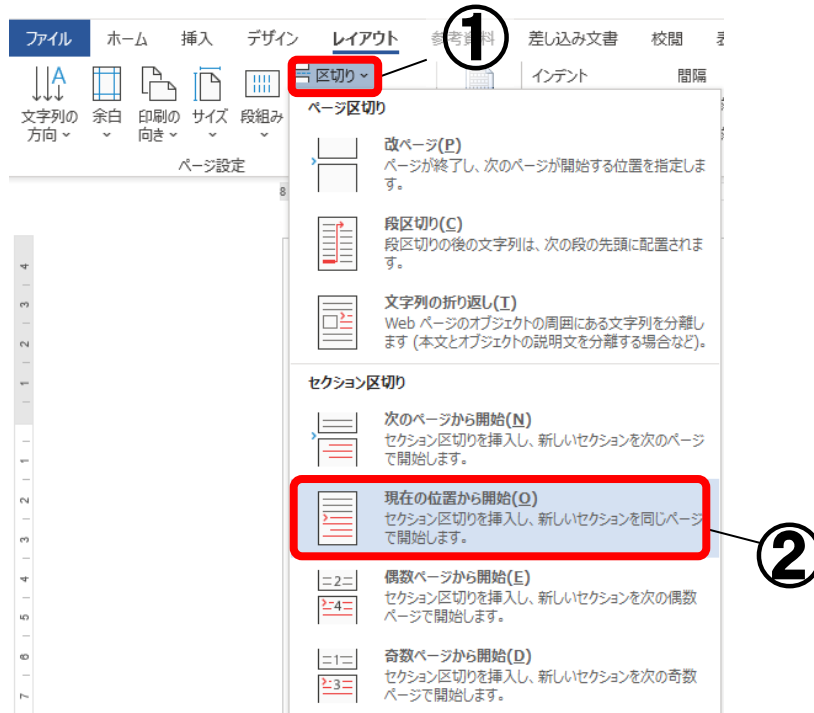 ①
ファイル ホーム 挿入 デザイン レイアウト 参考資料 差し込み文書 校閲
区切り インデント 間隔
文字列の方向 余白 印刷の向き サイズ 段組み
ページ設定
8
ページ区切り
改ページ(P)
ページが終了し、次のページが開始する位置を指定しま
す。
段区切り(C)
段区切りの後の文字列は、次の段の先頭に配置されま
す。
文字列の折り返し(T)
Web ページのオブジェクトの周囲にある文字列を分離し
ます (本文とオブジェクトの説明文を分離する場合など)。
セクション区切り
次のページから開始(N)
セクション区切りを挿入し、新しいセクションを次のページ
で開始します。
現在の位置から開始(O)
セクション区切りを挿入し、新しいセクションを同じページ
で開始します。
②
偶数ページから開始(E)
セクション区切りを挿入し、新しいセクションを次の偶数
ページで開始します。
奇数ページから開始(D)
セクション区切りを挿入し、新しいセクションを次の奇数
ページで開始します。
4
3
2
1
1
2
3
4
5
6
7